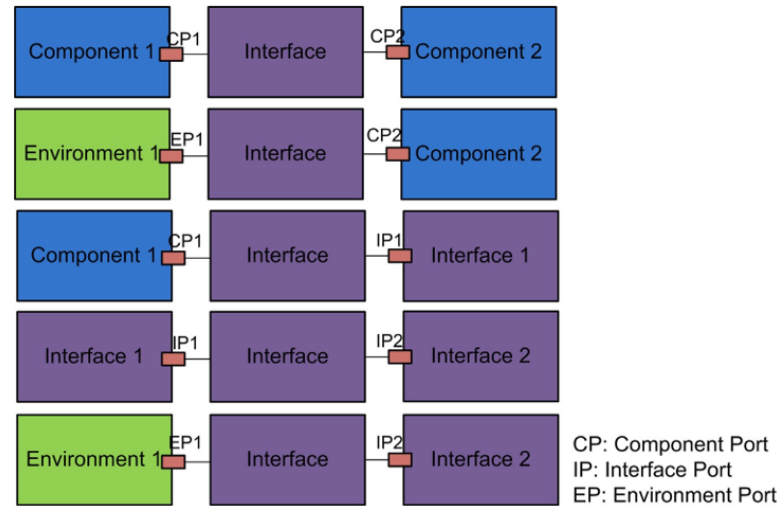 CP1 CP2
Component 1 Interface Component 2
EP1 CP2
Environment 1 Interface Component 2
CP1 IP1
Component 1 Interface Interface 1
IP1 IP2
Interface 1 Interface Interface 2
EP1 IP2
Environment 1 Interface Interface 2
CP: Component Port
IP: Interface Port
EP: Environment Port